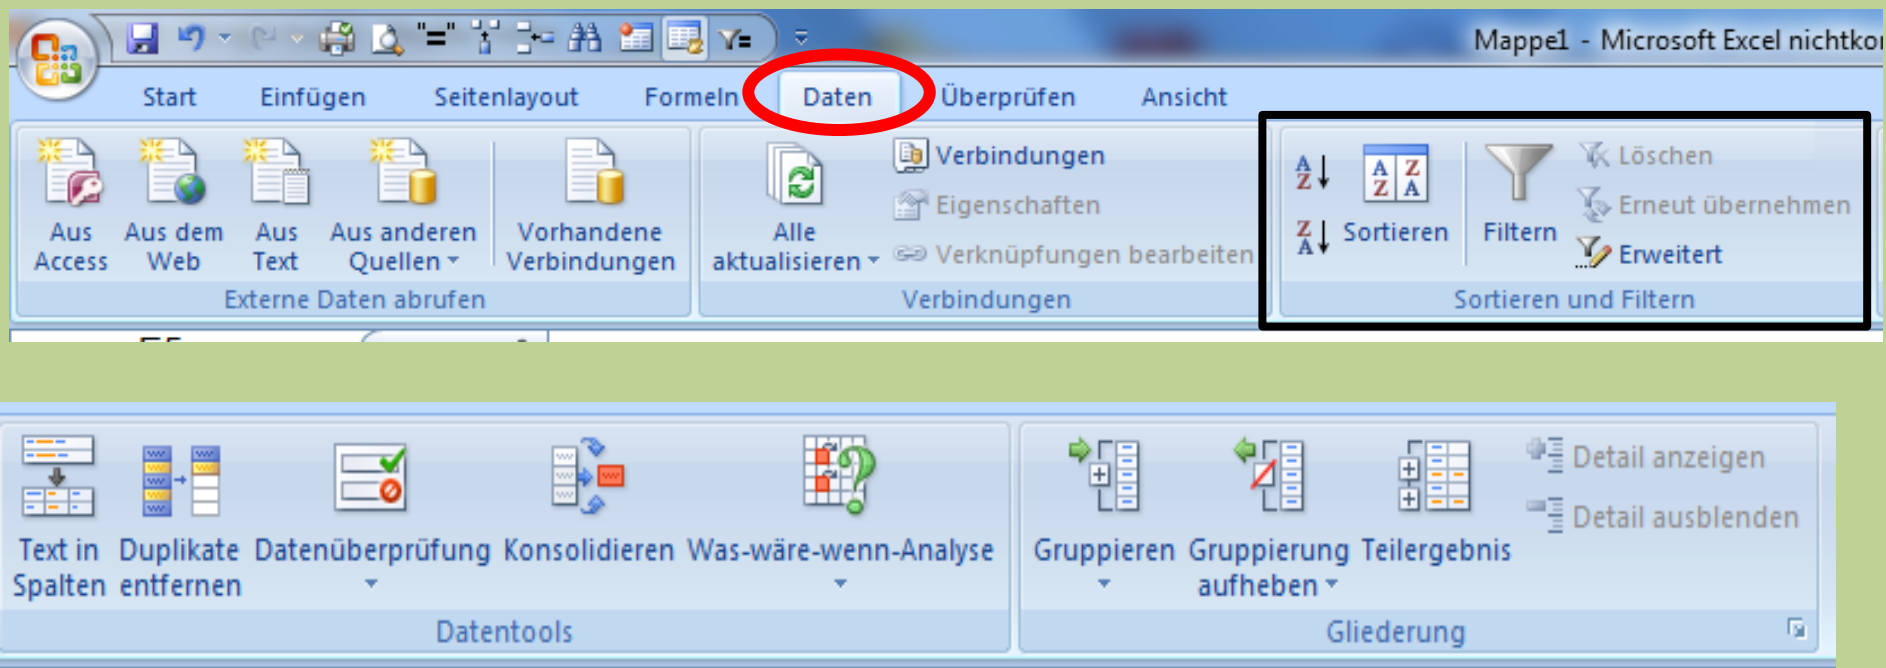 "="
Mappe1 - Microsoft Excel nichtko
Start Einfügen Seitenlayout Formeln Daten Überprüfen Ansicht
Aus Access
Aus dem Web
Aus Text
Aus anderen Quellen
Vorhandene Verbindungen
Externe Daten abrufen
Alle aktualisieren
Verbindungen
Eigenschaften
Verknüpfungen bearbeiten
Verbindungen
A Z
Z A
A Z
Z A
Sortieren
Filtern
Löschen
Erneut übernehmen
Erweitert
Sortieren und Filtern
Text in Spalten
Duplikate entfernen
Datenüberprüfung
Konsolidieren
Was-wäre-wenn-Analyse
Datentools
Gruppieren
Gruppierung aufheben
Teilergebnis
Detail anzeigen
Detail ausblenden
Gliederung